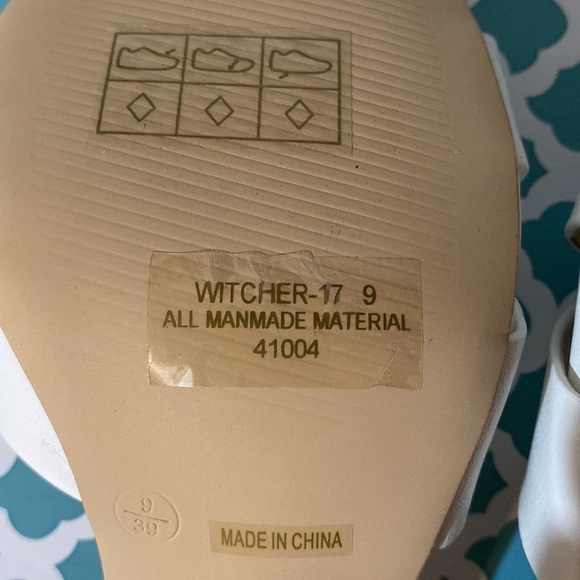 WITCHER-17 9
ALL MANMADE MATERIAL
41004
9
39
MADE IN CHINA